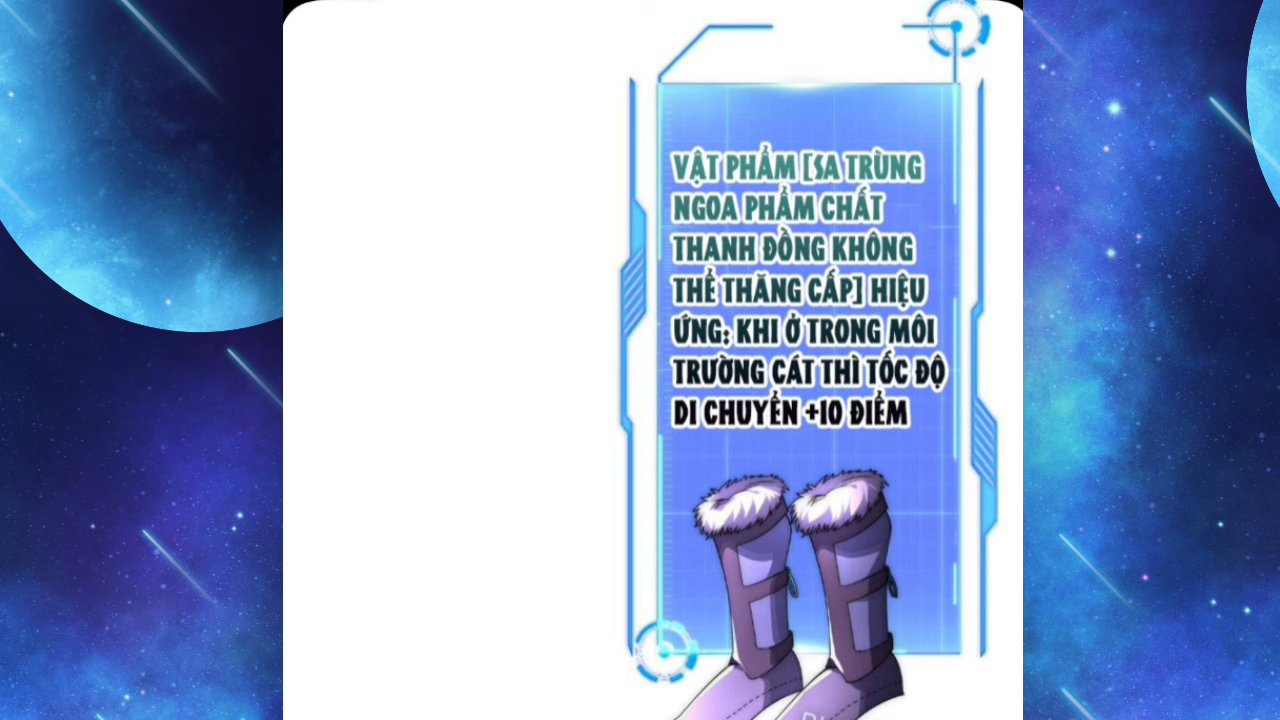 VẬT PHẨM [SA TRÙNG
NGOA PHẨM CHẤT
THANH ĐỒNG KHÔNG
THỂ THĂNG CẤP] HIỆU
ỨNG: KHI Ở TRONG MÔI
TRƯỜNG CÁT THÌ TỐC ĐỘ
DI CHUYỂN +10 ĐIỂM